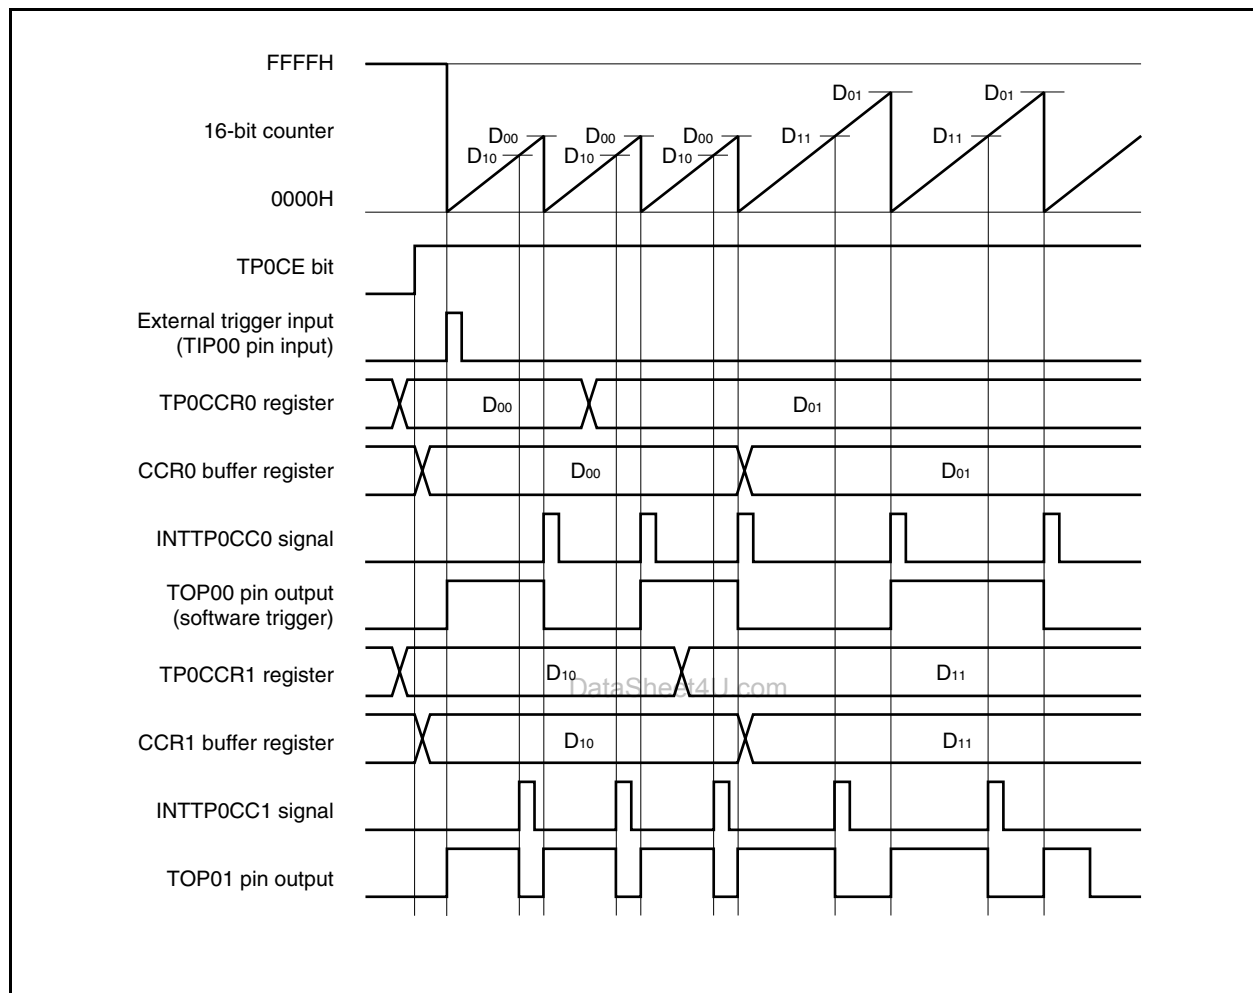 FFFFH
16-bit counter
0000H
D10 D00 D10 D00 D10 D00 D11 D01 D11 D01
TP0CE bit
External trigger input
(TIP00 pin input)
TP0CCR0 register D00 D01
CCR0 buffer register D00 D01
INTTP0CC0 signal
TOP00 pin output
(software trigger)
TP0CCR1 register D10 D11
DataSheet4U.com
CCR1 buffer register D10 D11
INTTP0CC1 signal
TOP01 pin output